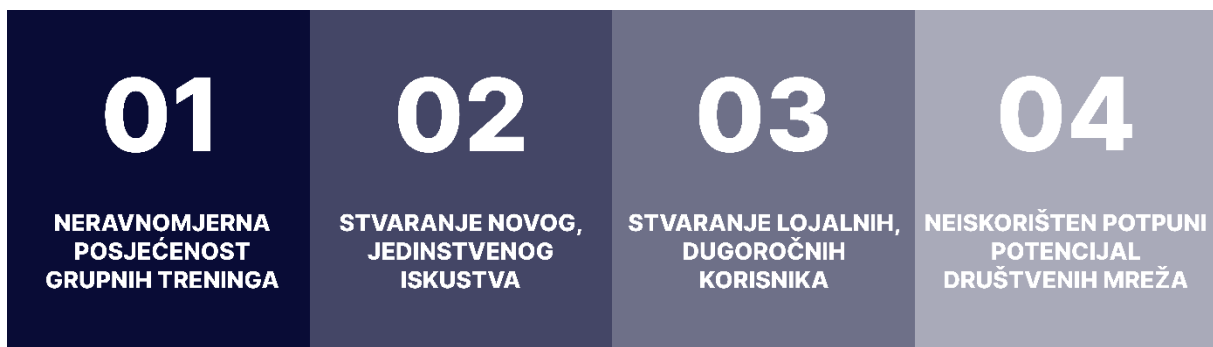 01
NERAVNOMJERNA
POSJEĆENOST
GRUPNIH TRENINGA
02
STVARANJE NOVOG,
JEDINSTVENOG
ISKUSTVA
03
STVARANJE LOJALNIH,
DUGOROČNIH
KORISNIKA
04
NEISKORIŠTEN POTPUNI
POTENCIJAL
DRUŠTVENIH MREŽA